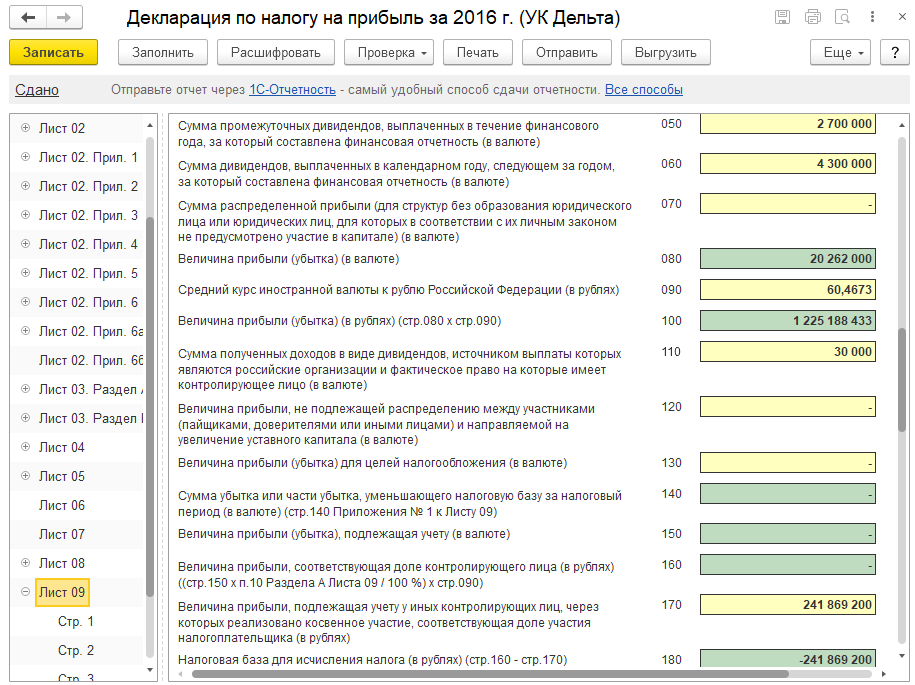 Декларация по налогу на прибыль за 2016 г. (УК Дельта)
Записать Заполнить Расшифровать Проверка Печать Отправить Выгрузить Еще ?
Сдано Отправьте отчет через 1С-Отчетность - самый удобный способ сдачи отчетности. Все способы
Лист 02
Лист 02. Прил. 1
Лист 02. Прил. 2
Лист 02. Прил. 3
Лист 02. Прил. 4
Лист 02. Прил. 5
Лист 02. Прил. 6
Лист 02. Прил. 6а
Лист 02. Прил. 6б
Лист 03. Раздел
Лист 03. Раздел
Лист 04
Лист 05
Лист 06
Лист 07
Лист 08
Лист 09
Стр. 1
Стр. 2
Стр. 3
Сумма промежуточных дивидендов, выплаченных в течение финансового 050 2 700 000
года, за который составлена финансовая отчетность (в валюте)
Сумма дивидендов, выплаченных в календарном году, следующем за годом, 060 4 300 000
за который составлена финансовая отчетность (в валюте)
Сумма распределенной прибыли (для структур без образования юридического 070 -
лица или юридических лиц, для которых в соответствии с их личным законом
не предусмотрено участие в капитале) (в валюте)
Величина прибыли (убытка) (в валюте) 080 20 262 000
Средний курс иностранной валюты к рублю Российской Федерации (в рублях) 090 60,4673
Величина прибыли (убытка) (в рублях) (стр.080 х стр.090) 100 1 225 188 433
Сумма полученных доходов в виде дивидендов, источником выплаты которых 110 30 000
являются российские организации и фактическое право на которые имеет
контролирующее лицо (в валюте)
Величина прибыли, не подлежащей распределению между участниками 120 -
(пайщиками, доверителями или иными лицами) и направляемой на
увеличение уставного капитала (в валюте)
Величина прибыли (убытка) для целей налогообложения (в валюте) 130 -
Сумма убытка или части убытка, уменьшающего налоговую базу за налоговый 140 -
период (в валюте) (стр.140 Приложения № 1 к Листу 09)
Величина прибыли (убытка), подлежащая учету (в валюте) 150 -
Величина прибыли, соответствующая доле контролирующего лица (в рублях) 160 -
((стр.150 х п.10 Раздела А Листа 09 / 100 %) х стр.090)
Величина прибыли, подлежащая учету у иных контролирующих лиц, через 170 241 869 200
которых реализовано косвенное участие, соответствующая доле участия
налогоплательщика (в рублях)
Налоговая база для исчисления налога (в рублях) (стр.160 - стр.170) 180 -241 869 200